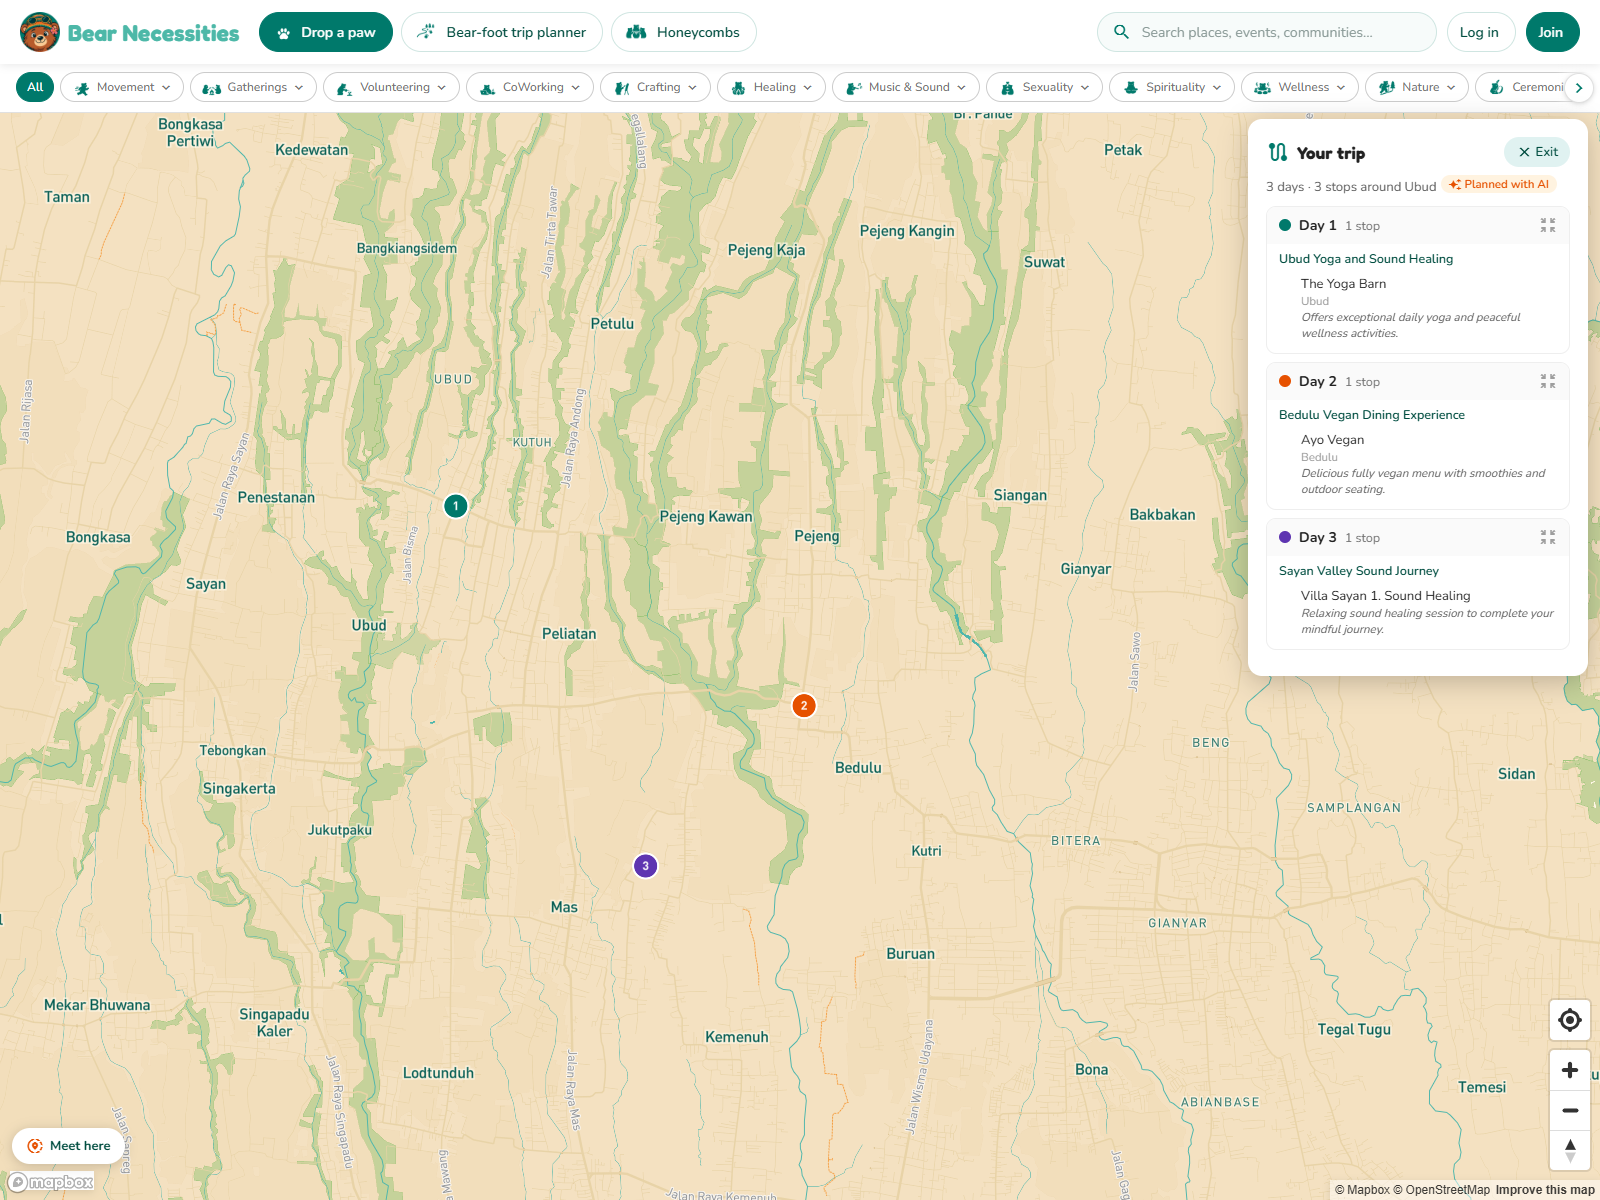 Bear Necessities
Drop a paw
Bear-foot trip planner
Honeycombs
Search places, events, communities...
Log in
Join
All
Movement
Gatherings
Volunteering
CoWorking
Crafting
Healing
Music & Sound
Sexuality
Spirituality
Wellness
Nature
Ceremoni
Your trip
Exit
3 days · 3 stops around Ubud
Planned with AI
Day 1 1 stop
Ubud Yoga and Sound Healing
The Yoga Barn
Ubud
Offers exceptional daily yoga and peaceful
wellness activities.
Day 2 1 stop
Bedulu Vegan Dining Experience
Ayo Vegan
Bedulu
Delicious fully vegan menu with smoothies and
outdoor seating.
Day 3 1 stop
Sayan Valley Sound Journey
Villa Sayan 1. Sound Healing
Relaxing sound healing session to complete your
mindful journey.
Bongkasa
Pertiwi
Kedewatan
egallalang
Br. Pande
Petak
Taman
Jalan Tirta Tawar
Bangkiangsidem
Pejeng Kaja
Pejeng Kangin
Suwat
Petulu
UBUD
Jalan Rijasa
Jalan Raya Sayan
Jalan Raya Andong
KUTUH
Penestanan
1
Pejeng Kawan
Siangan
Bakbakan
Bongkasa
Jalan Bisma
Pejeng
Sayan
Gianyar
Ubud
Peliatan
Jalan Sawo
2
Tebongkan
BENG
Bedulu
Singakerta
Sidan
SAMPLANGAN
Jukutpaku
Kutri
BITERA
3
Mas
GIANYAR
Buruan
Mekar Bhuwana
Singapadu
Kaler
Kemenuh
Tegal Tugu
Lodtunduh
Jalan Raya Singapadu
Jalan Raya Mas
Jalan Wisma Udayana
Bona
Temesi
ABIANBASE
Jalan Sangreg
Meet here
mawang
Jalan Gag
Jalan Raya Kemenuh
mapbox
© Mapbox © OpenStreetMap Improve this map